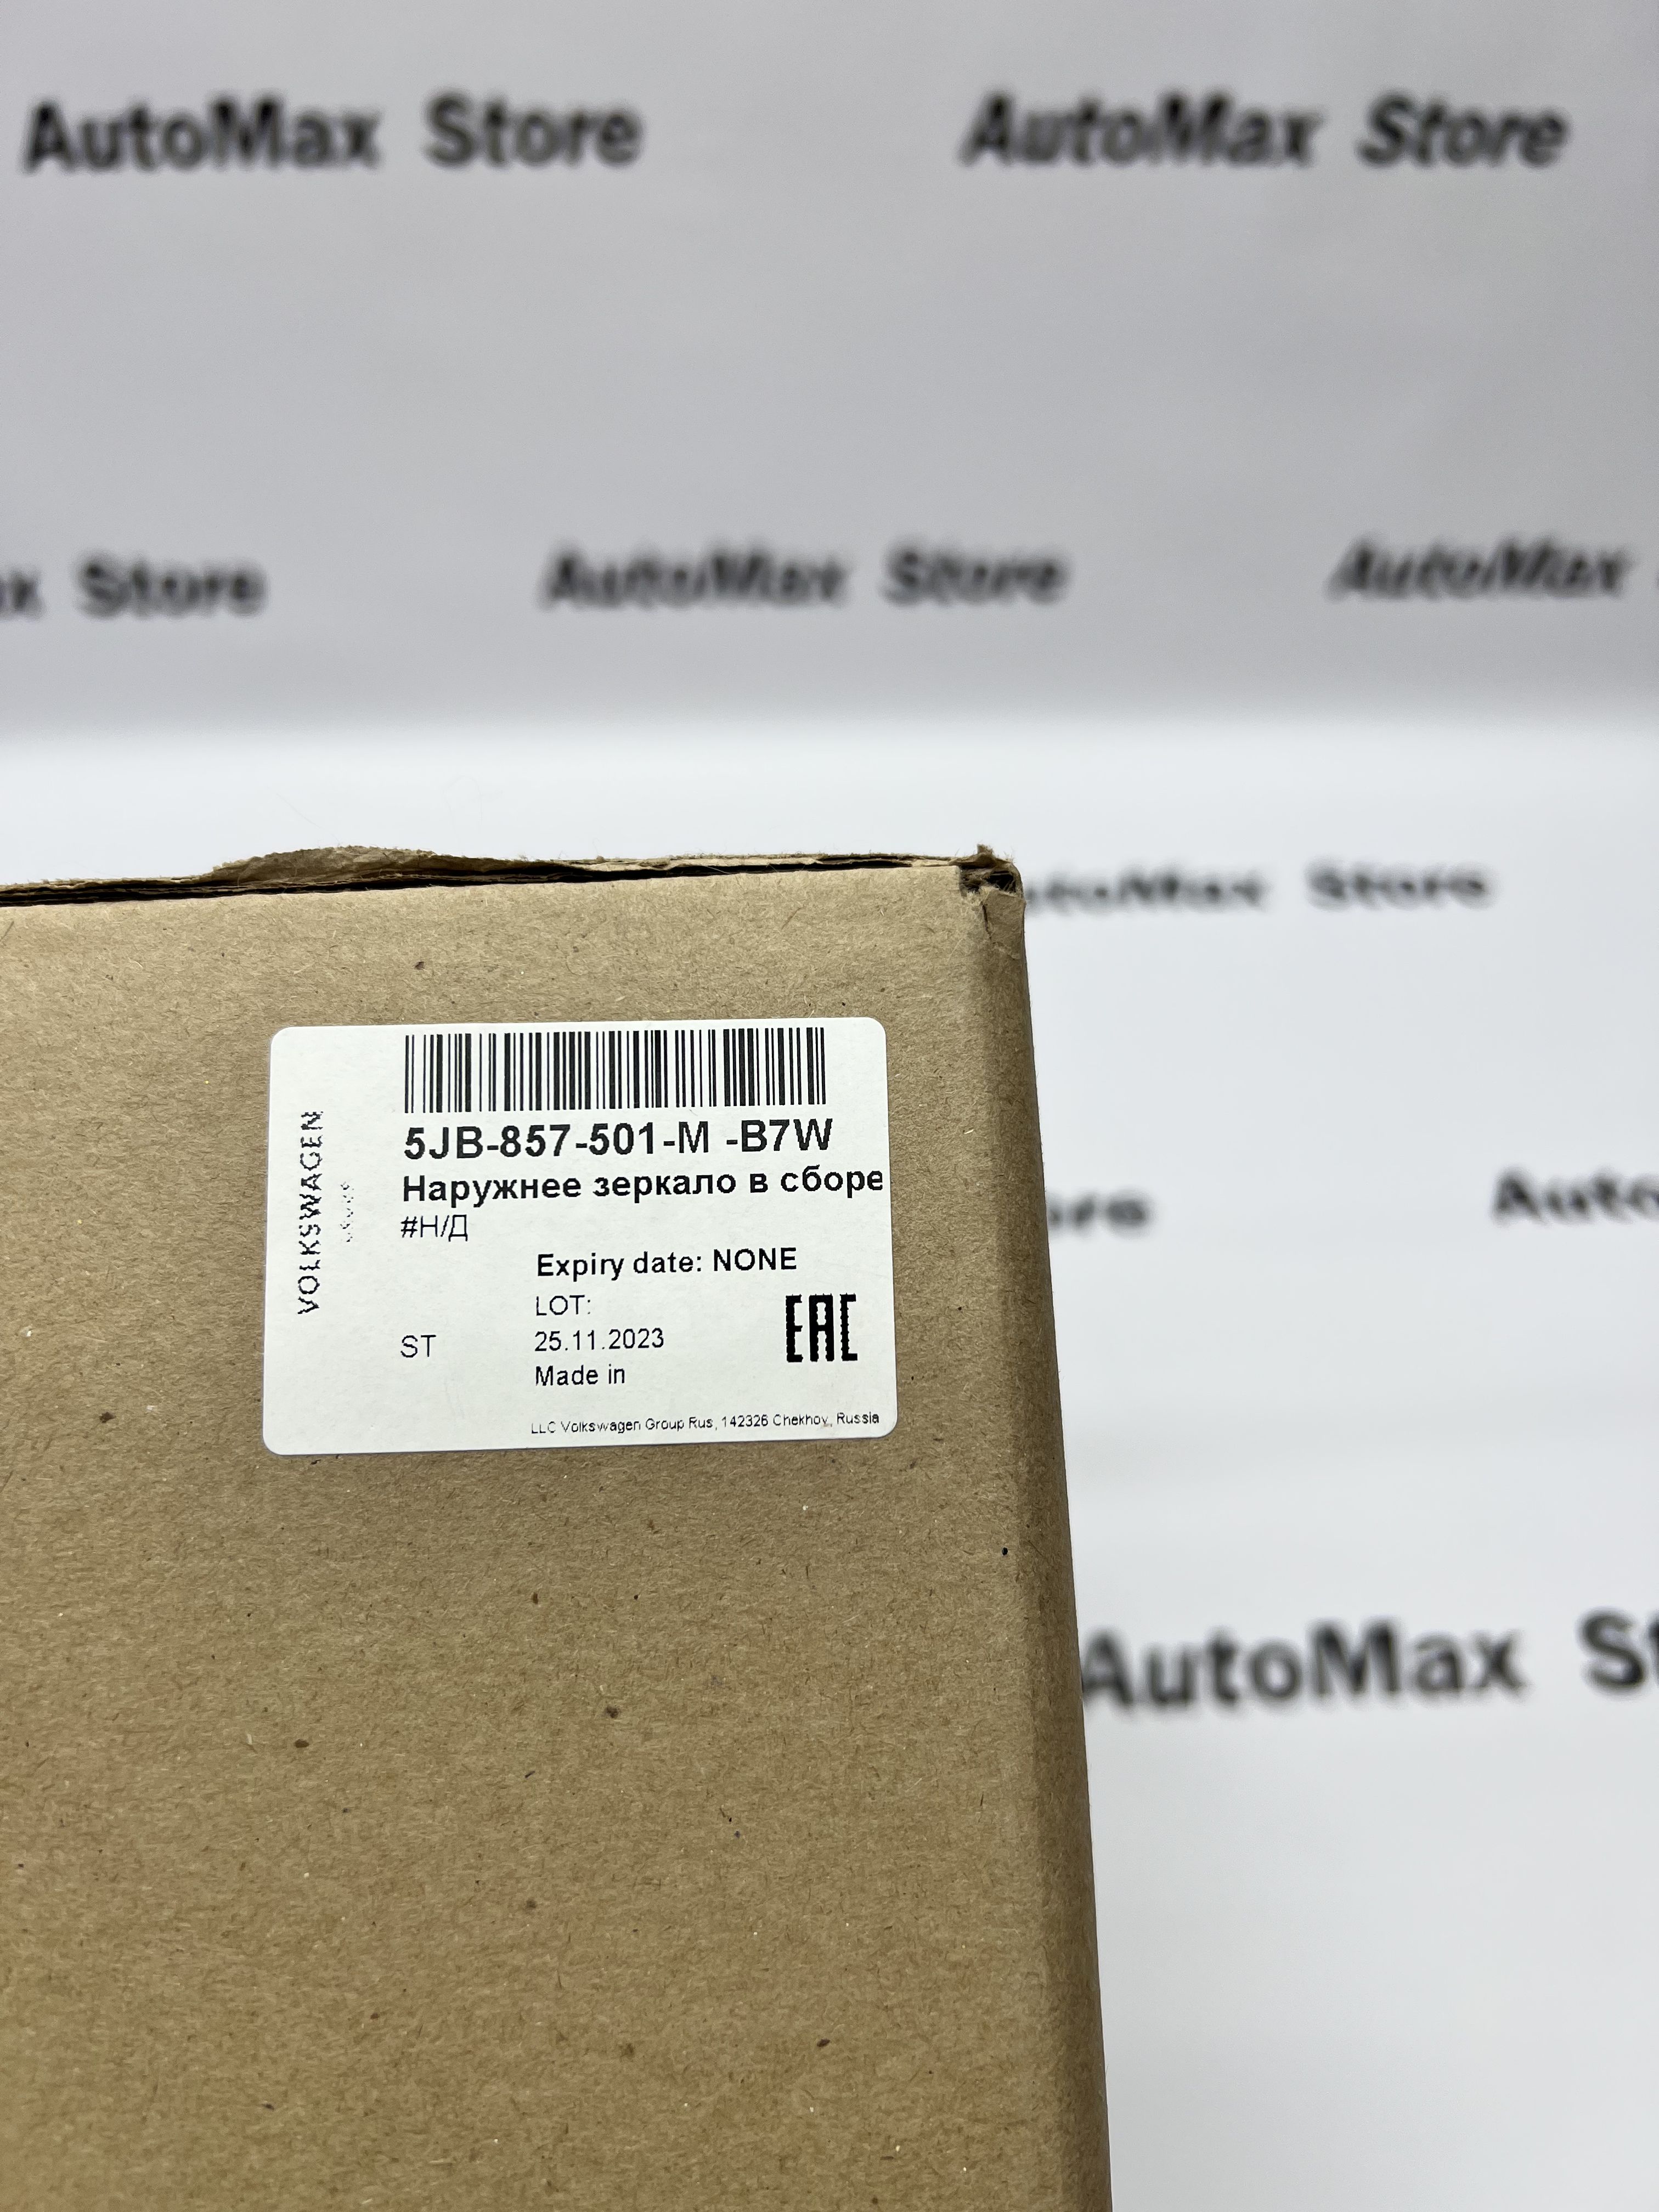 AutoMax Store
AutoMax Store
Store
AutoMax Store
AutoMax
AutoMax Store
VOLKSWAGEN
5JB-857-501-M -B7W
Наружнее зеркало в сборе
#Н/Д
Expiry date: NONE
LOT:
ST
25.11.2023
EAC
Made in
LLC Volkswagen Group Rus, 142326 Chekhov, Russia
AutoMax